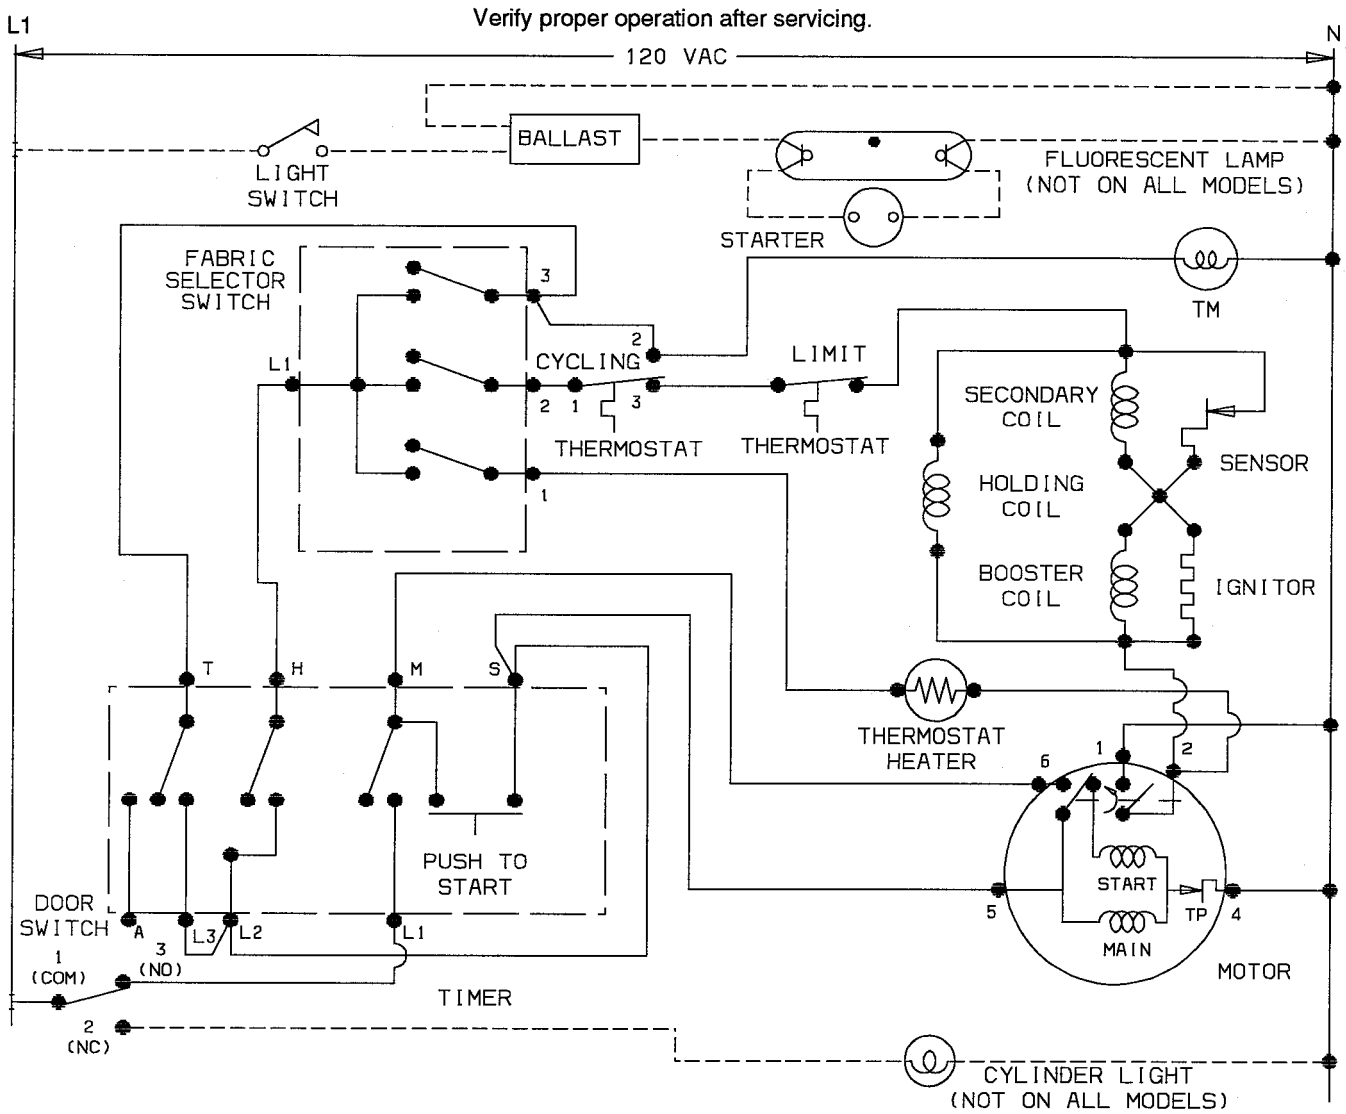 Verify proper operation after servicing.
L1
N
120 VAC
BALLAST
LIGHT
SWITCH
FLUORESCENT LAMP
(NOT ON ALL MODELS)
STARTER
FABRIC
SELECTOR
SWITCH
3
TM
2
CYCLING
LIMIT
L1
2
1
3
THERMOSTAT
THERMOSTAT
SECONDARY
COIL
SENSOR
HOLDING
COIL
1
BOOSTER
COIL
IGNITOR
T
H
M
S
THERMOSTAT
HEATER
6
1
2
PUSH TO
START
START
MAIN
TP
5
4
DOOR
SWITCH
A
L3
L2
L1
1
(COM)
3
(NO)
MOTOR
TIMER
2
(NC)
CYLINDER LIGHT
(NOT ON ALL MODELS)